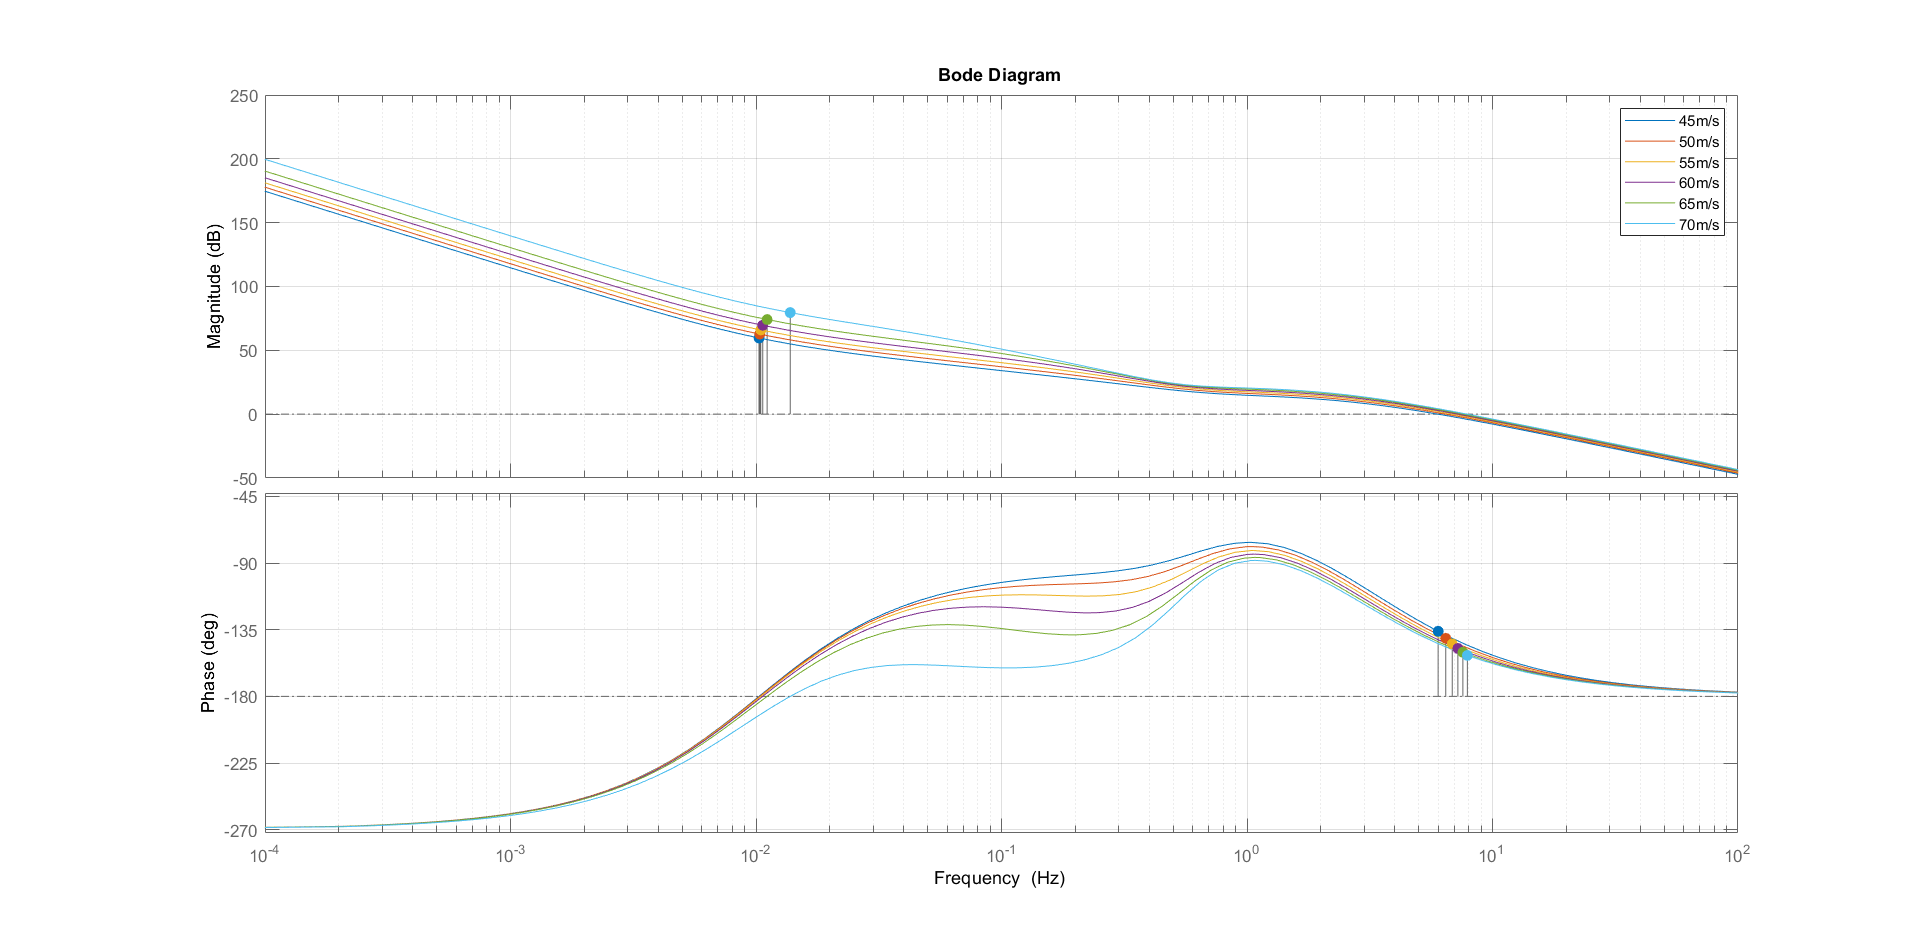 Bode Diagram
250
200
150
100
50
0
-50
Magnitude (dB)
45m/s
50m/s
55m/s
60m/s
65m/s
70m/s
-45
-90
-135
-180
-225
-270
Phase (deg)
10^-4
10^-3
10^-2
10^-1
10^0
10^1
10^2
Frequency (Hz)